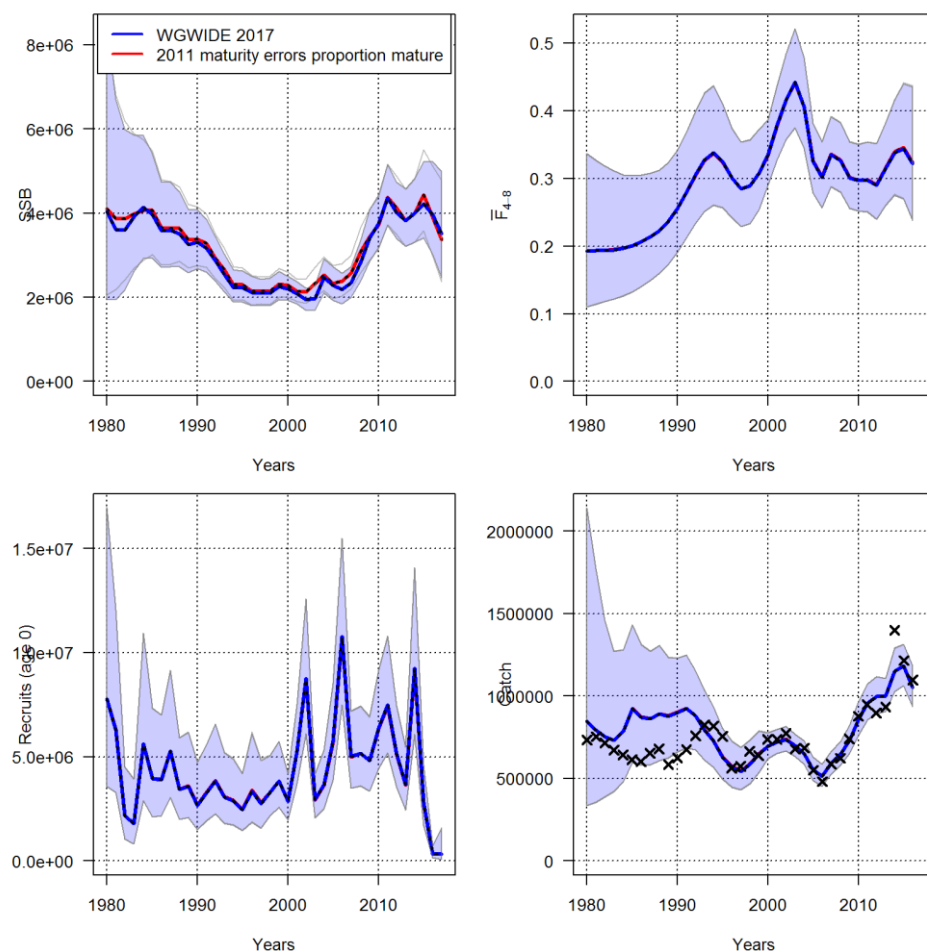 WGWIDE 2017
2011 maturity errors proportion mature
8e+06
6e+06
4e+06
2e+06
0e+00
SSB
1980 1990 2000 2010
Years
0.5
0.4
0.3
0.2
0.1
0.0
F̅4-8
1980 1990 2000 2010
Years
1.5e+07
1.0e+07
5.0e+06
0.0e+00
Recruits (age 0)
1980 1990 2000 2010
Years
2000000
1500000
1000000
500000
0
Catch
1980 1990 2000 2010
Years